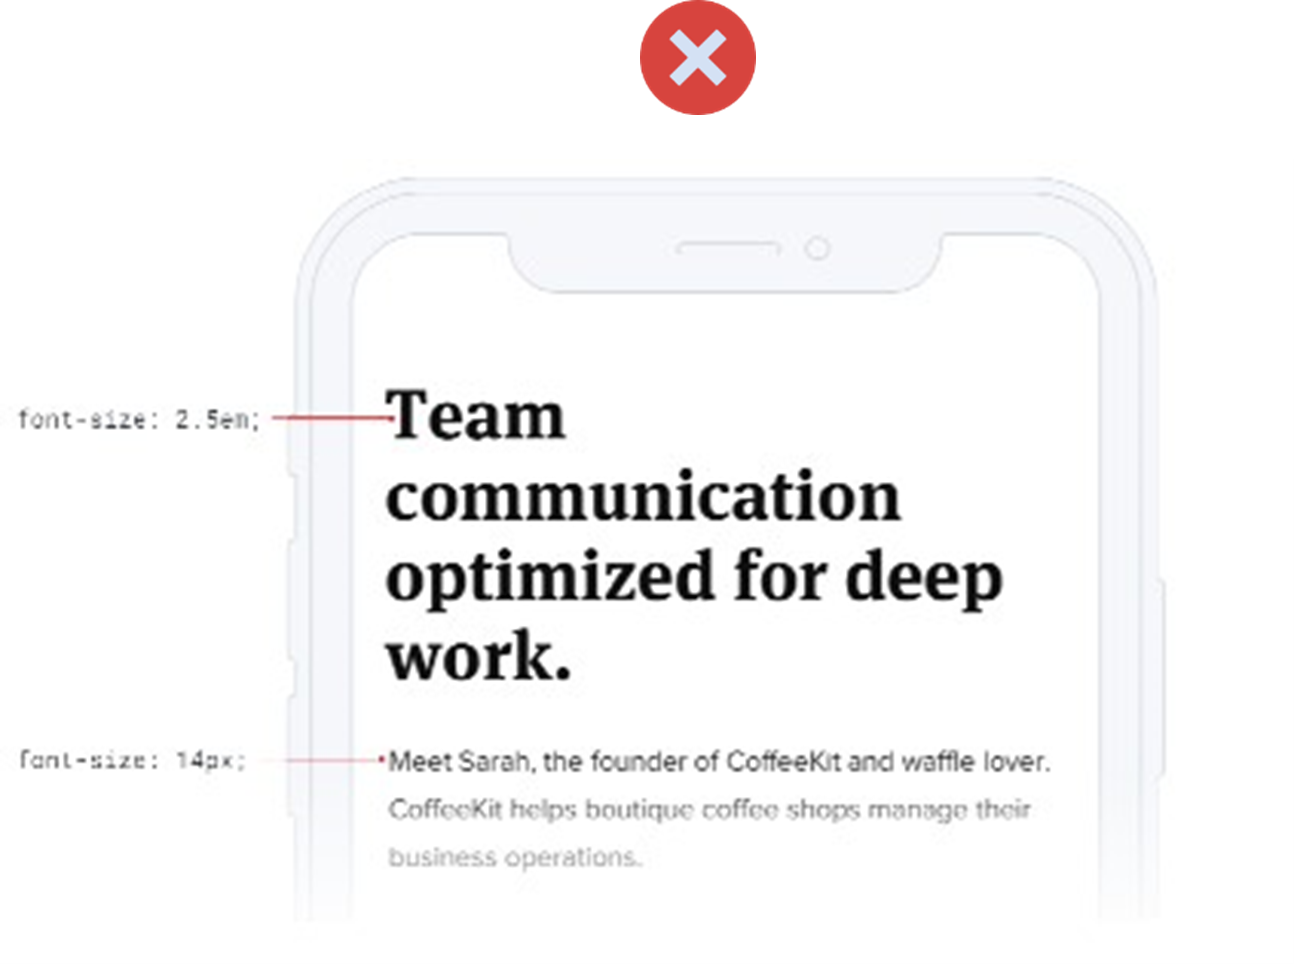 font-size: 2.5em;
Team
communication
optimized for deep
work.
font-size: 14px;
Meet Sarah, the founder of CoffeeKit and waffle lover.
CoffeeKit helps boutique coffee shops manage their
business operations.